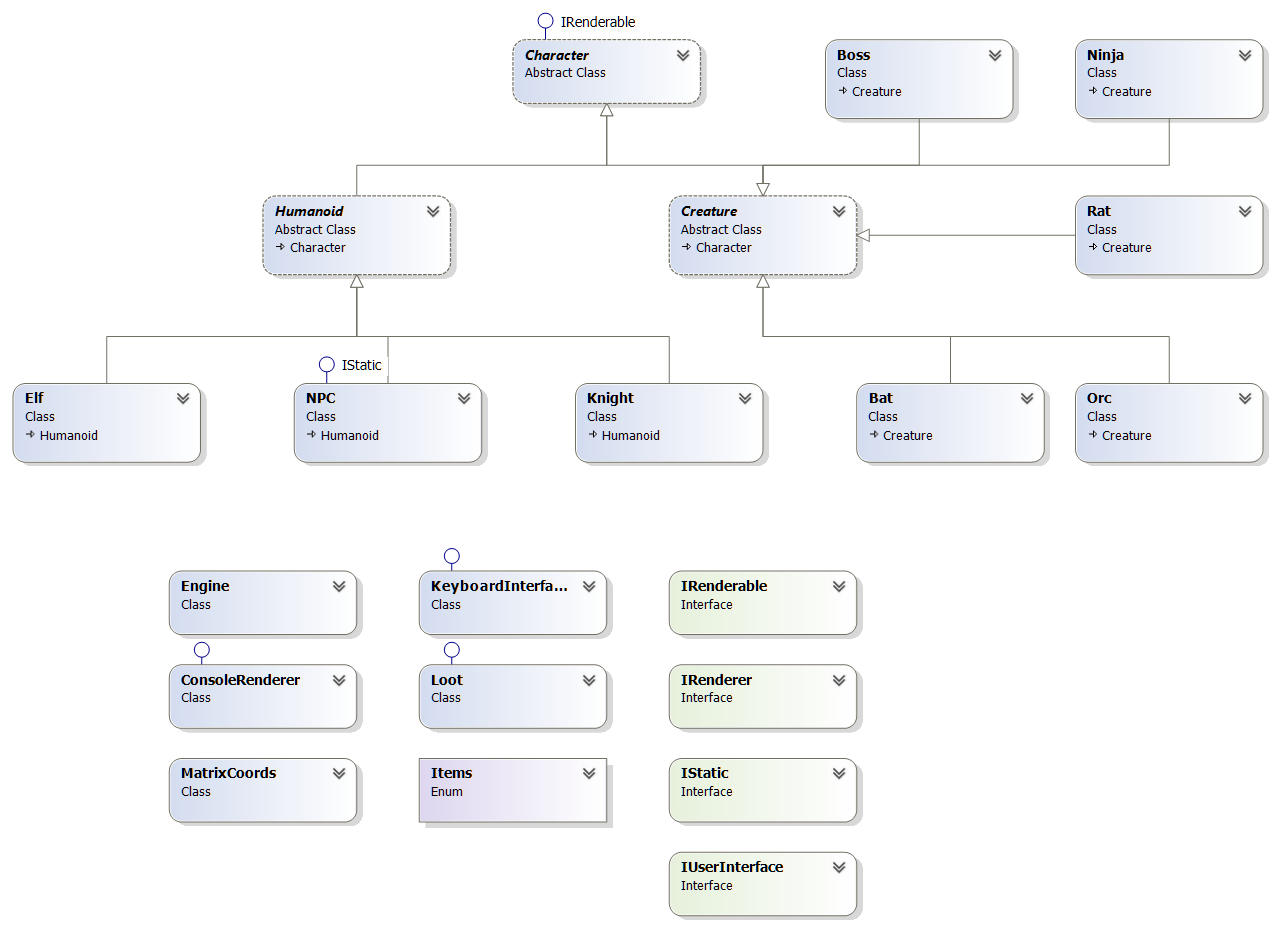 IRenderable
Character
Abstract Class
Boss
Class
Creature
Ninja
Class
Creature
Humanoid
Abstract Class
Character
Creature
Abstract Class
Character
Rat
Class
Creature
IStatic
Elf
Class
Humanoid
NPC
Class
Humanoid
Knight
Class
Humanoid
Bat
Class
Creature
Orc
Class
Creature
Engine
Class
KeyboardInterfa...
Class
IRenderable
Interface
ConsoleRenderer
Class
Loot
Class
IRenderer
Interface
MatrixCoords
Class
Items
Enum
IStatic
Interface
IUserInterface
Interface